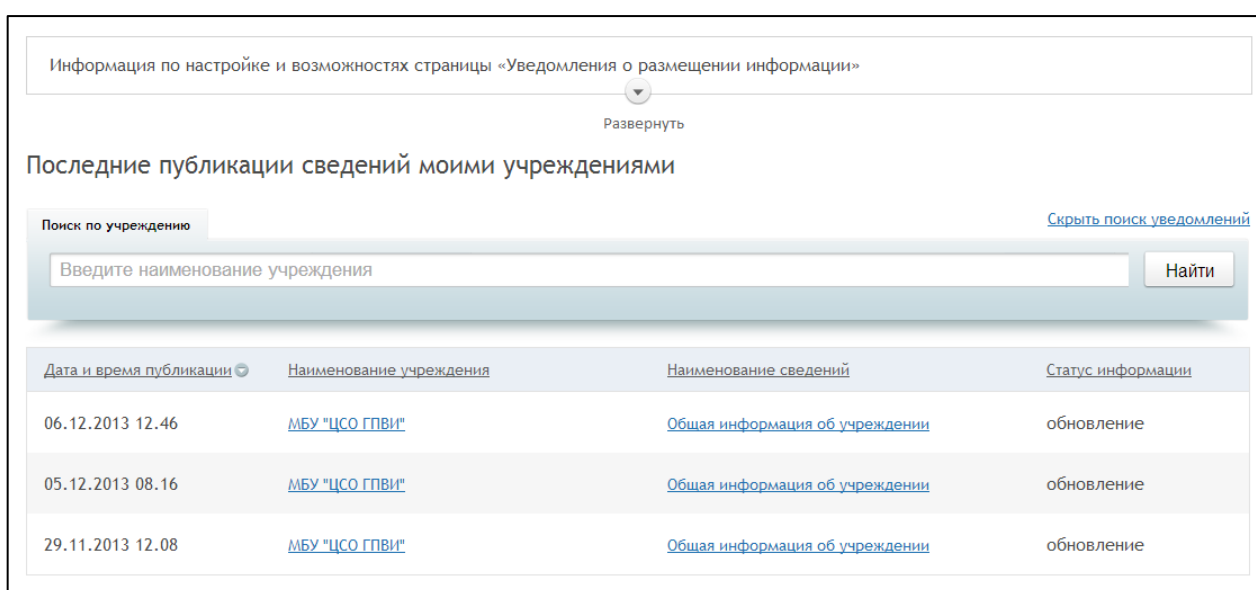 Информация по настройке и возможностях страницы «Уведомления о размещении информации»
Развернуть
Последние публикации сведений моими учреждениями
Поиск по учреждению
Скрыть поиск уведомлений
Введите наименование учреждения
Найти
Дата и время публикации Наименование учреждения Наименование сведений Статус информации
06.12.2013 12.46 МБУ "ЦСО ГПВИ" Общая информация об учреждении обновление
05.12.2013 08.16 МБУ "ЦСО ГПВИ" Общая информация об учреждении обновление
29.11.2013 12.08 МБУ "ЦСО ГПВИ" Общая информация об учреждении обновление